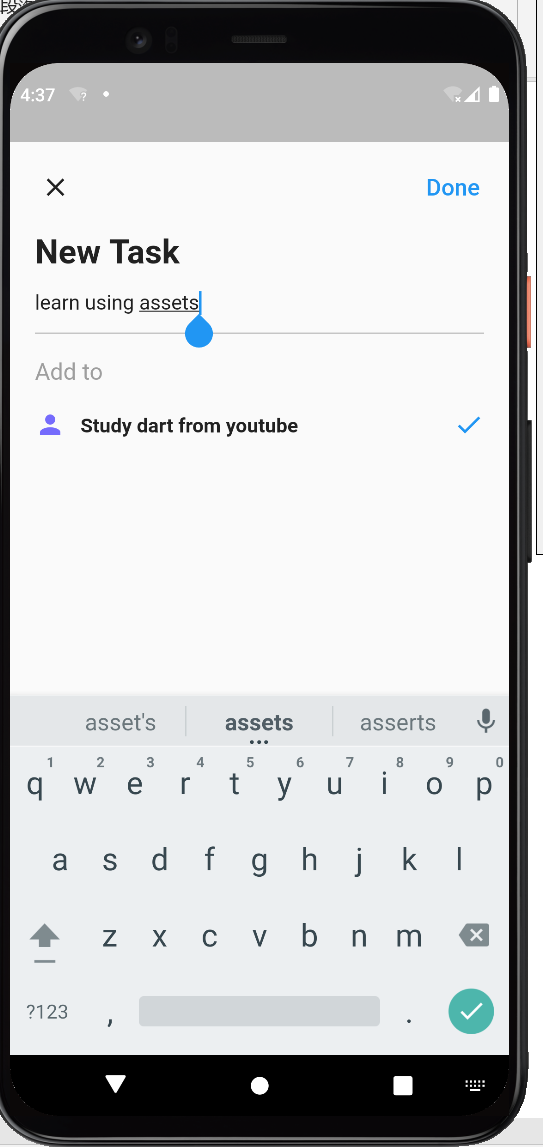 段
4:37
Done
New Task
learn using assets
Add to
Study dart from youtube
asset's assets asserts
1 2 3 4 5 6 7 8 9 0
q w e r t y u i o p
a s d f g h j k l
z x c v b n m
?123 , .